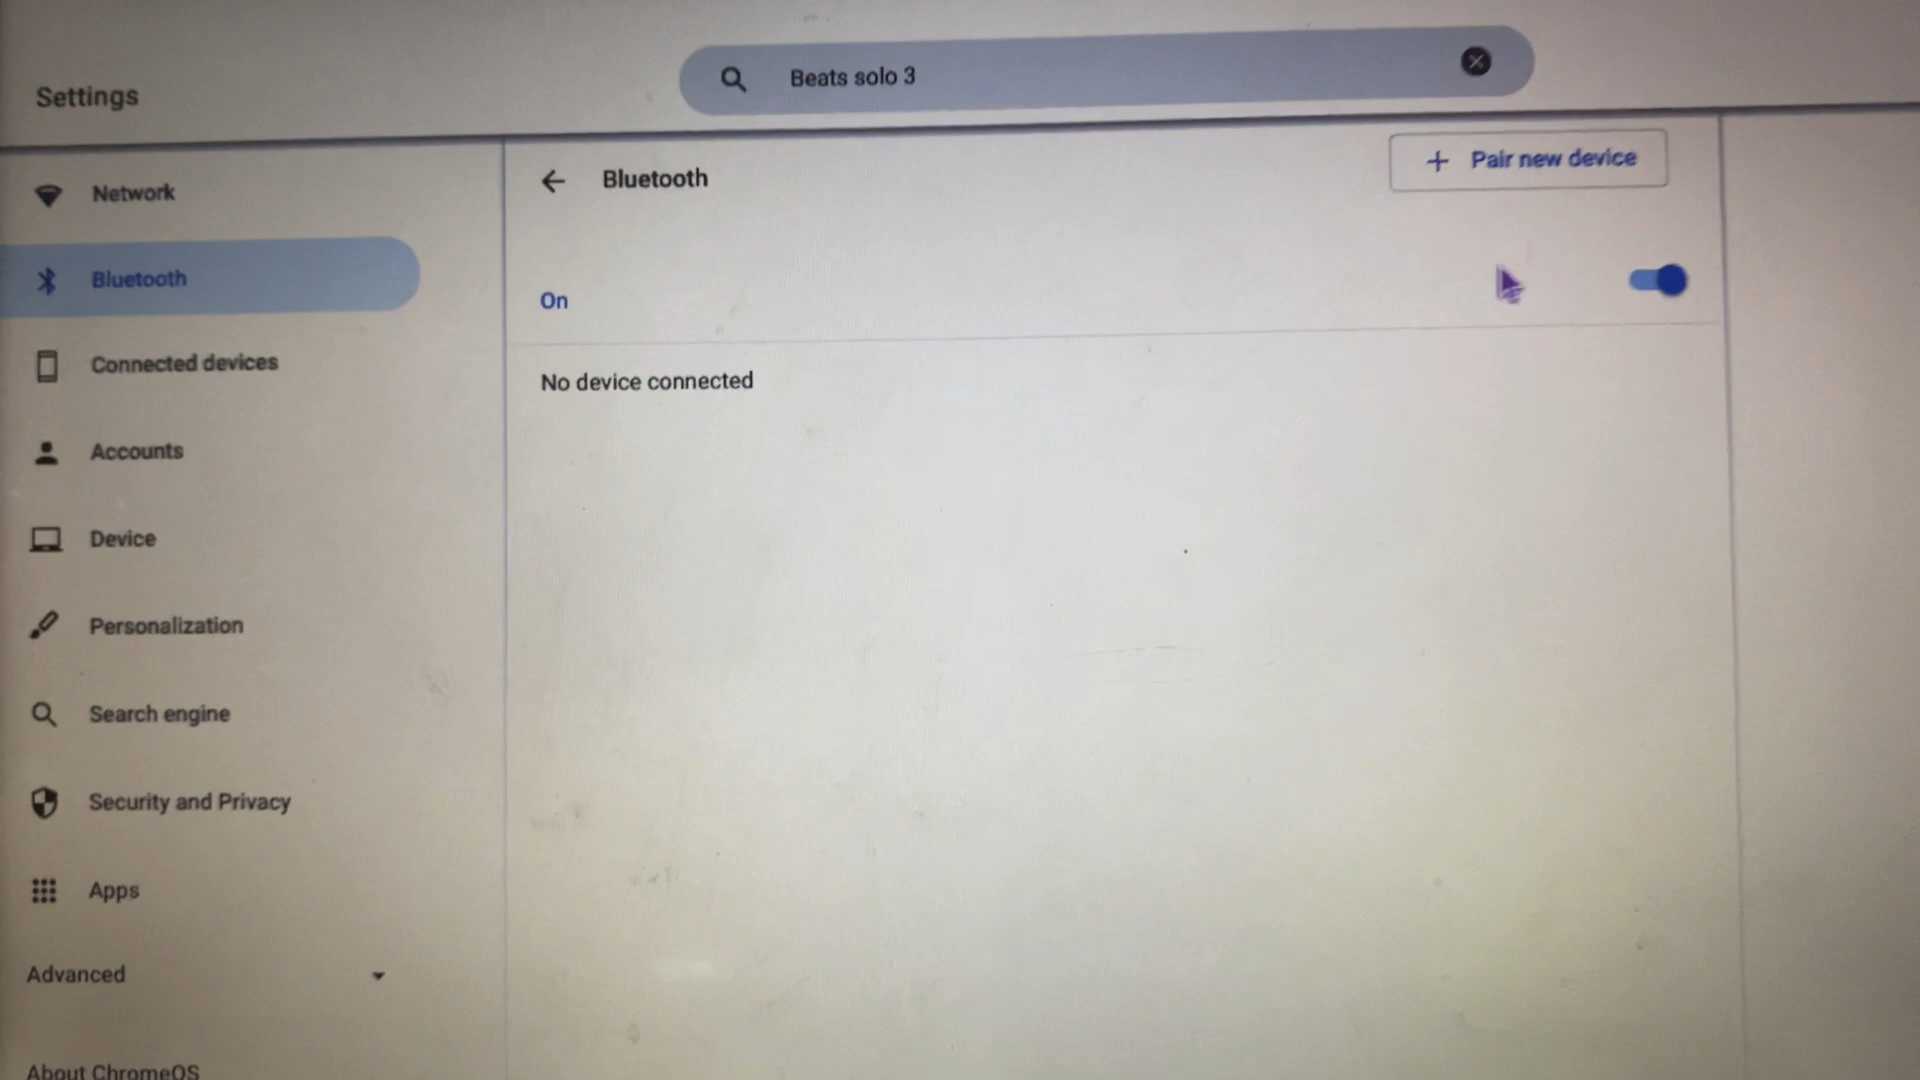 Settings
Beats solo 3
Network
Bluetooth
Connected devices
Accounts
Device
Personalization
Search engine
Security and Privacy
Apps
Advanced
About ChromeOS
Bluetooth
Pair new device
On
No device connected